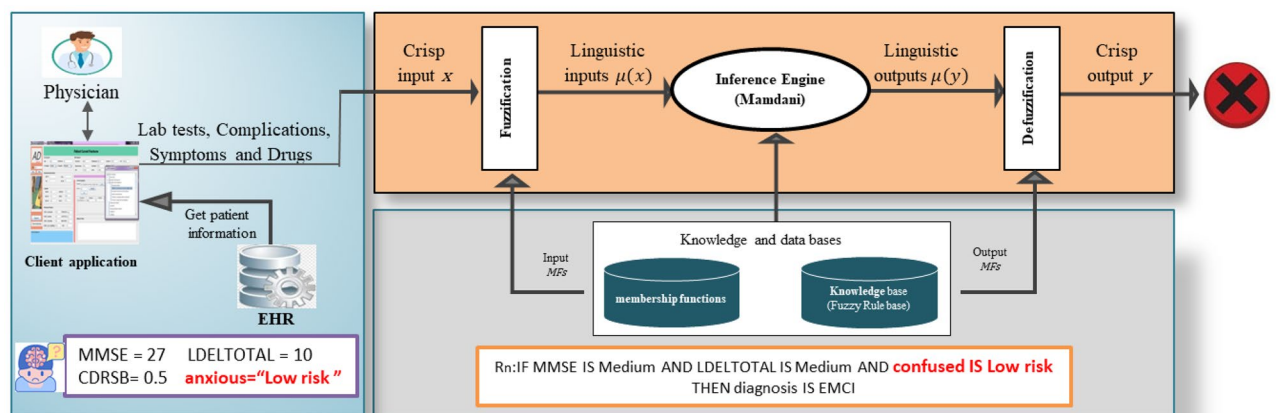 Physician
Lab tests, Complications,
Symptoms and Drugs
AD
Get patient
information
Client application
EHR
MMSE = 27 LDELTOTAL = 10
CDRSB= 0.5 anxious=“Low risk”
Crisp
input x
Fuzzification
Linguistic
inputs μ(x)
Inference Engine
(Mamdani)
Linguistic
outputs μ(y)
Defuzzification
Crisp
output y
Knowledge and data bases
Input
MFs
membership functions
Knowledge base
(Fuzzy Rule base)
Output
MFs
Rn:IF MMSE IS Medium AND LDELTOTAL IS Medium AND confused IS Low risk
THEN diagnosis IS EMCI